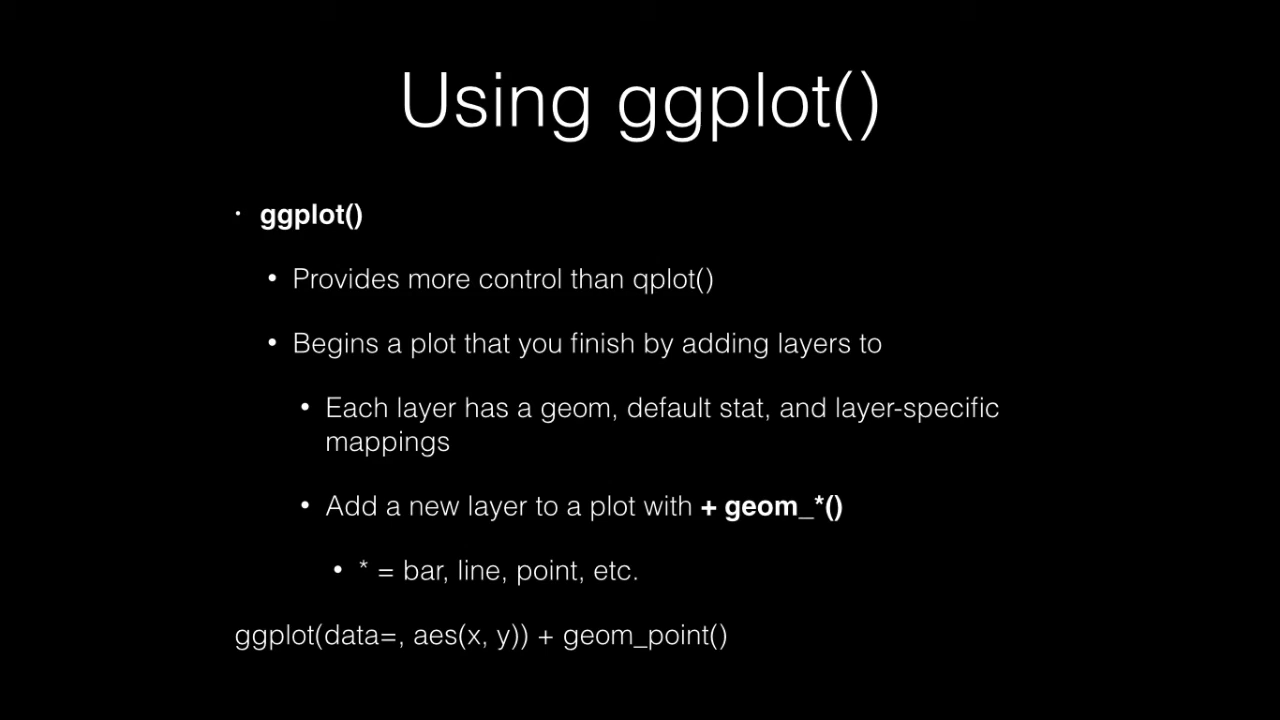 Using ggplot()
• ggplot()
• Provides more control than qplot()
• Begins a plot that you finish by adding layers to
• Each layer has a geom, default stat, and layer-specific
mappings
• Add a new layer to a plot with + geom_*()
• * = bar, line, point, etc.
ggplot(data=, aes(x, y)) + geom_point()